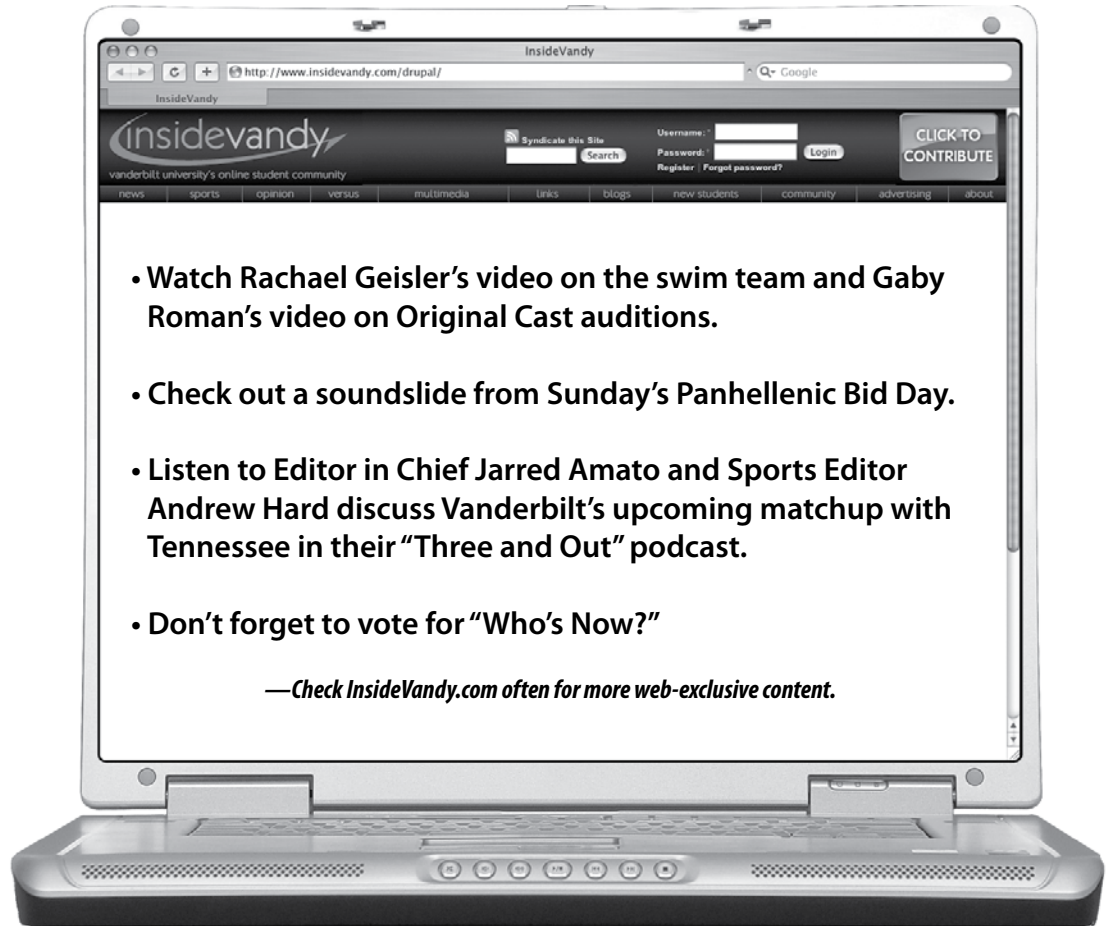 InsideVandy
http://www.insidevandy.com/drupal/
Google
InsideVandy
insidevandy
vanderbilt university's online student community
Syndicate this Site
Search
Username: *
Password: *
Login
Register | Forgot password?
CLICK TO
CONTRIBUTE
news sports opinion versus multimedia links blogs new students community advertising about
• Watch Rachael Geisler’s video on the swim team and Gaby
Roman’s video on Original Cast auditions.
• Check out a soundslide from Sunday’s Panhellenic Bid Day.
• Listen to Editor in Chief Jarred Amato and Sports Editor
Andrew Hard discuss Vanderbilt’s upcoming matchup with
Tennessee in their “Three and Out” podcast.
• Don’t forget to vote for “Who’s Now?”
—Check InsideVandy.com often for more web-exclusive content.